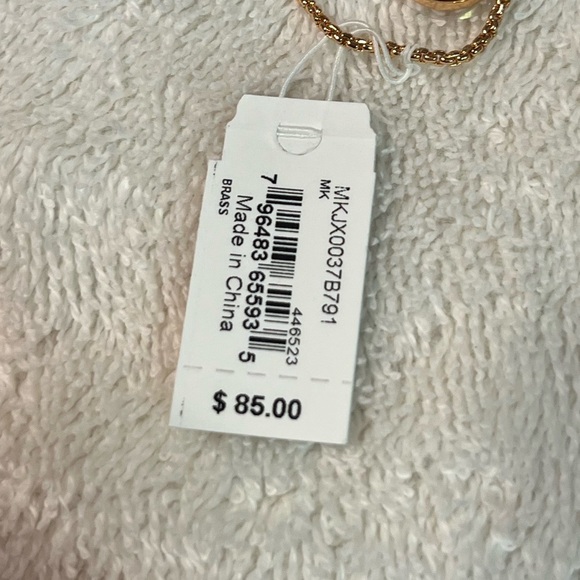 MKJX0037B791
MK
446523
7 96483 65593 5
Made in China
BRASS
$ 85.00